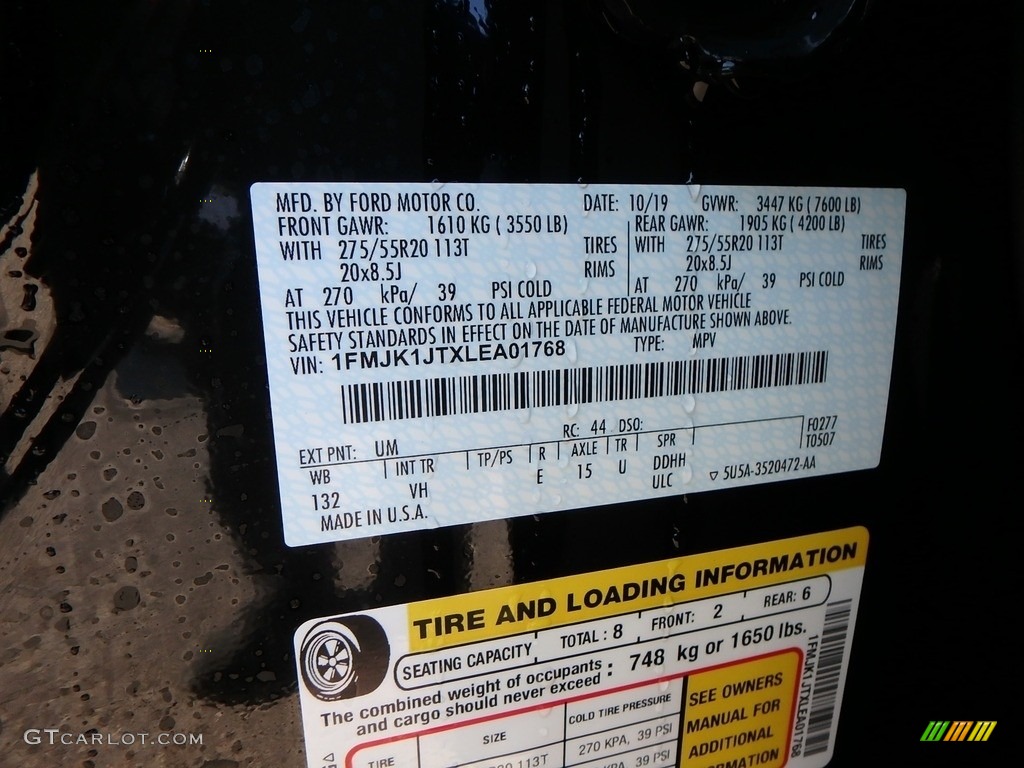 MFD. BY FORD MOTOR CO. DATE: 10/19 GVWR: 3447 KG ( 7600 LB)
FRONT GAWR: 1610 KG ( 3550 LB) REAR GAWR: 1905 KG ( 4200 LB)
WITH 275/55R20 113T TIRES WITH 275/55R20 113T TIRES
20x8.5J RIMS 20x8.5J RIMS
AT 270 kPa/ 39 PSI COLD AT 270 kPa/ 39 PSI COLD
THIS VEHICLE CONFORMS TO ALL APPLICABLE FEDERAL MOTOR VEHICLE
SAFETY STANDARDS IN EFFECT ON THE DATE OF MANUFACTURE SHOWN ABOVE.
VIN: 1FMJK1JTXLEA01768 TYPE: MPV
EXT PNT: UM RC: 44 DSO: F0277
T0507
WB INT TR TP/PS R AXLE TR SPR
132 VH E 15 U DDHH
ULC 5U5A-3520472-AA
MADE IN U.S.A.
TIRE AND LOADING INFORMATION
SEATING CAPACITY TOTAL : 8 FRONT: 2 REAR: 6
The combined weight of occupants and cargo should never exceed : 748 kg or 1650 lbs.
TIRE SIZE COLD TIRE PRESSURE SEE OWNERS
MANUAL FOR
ADDITIONAL
113T 270 KPA, 39 PSI
39 PSI
1FMJK1JTXLEA01768
GTCARLOT.COM